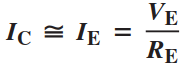 I_C ≅ I_E = V_E / R_E